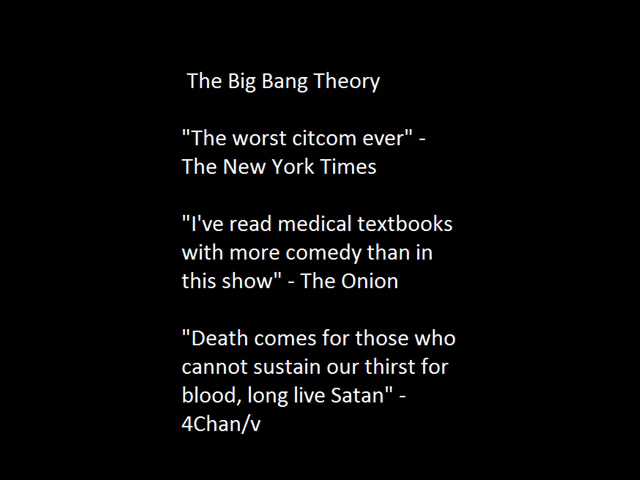 The Big Bang Theory
"The worst citcom ever" -
The New York Times
"I've read medical textbooks
with more comedy than in
this show" - The Onion
"Death comes for those who
cannot sustain our thirst for
blood, long live Satan" -
4Chan/v